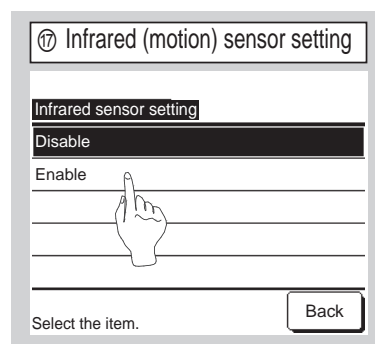 ⑰ Infrared (motion) sensor setting
Infrared sensor setting
Disable
Enable
Select the item.
Back